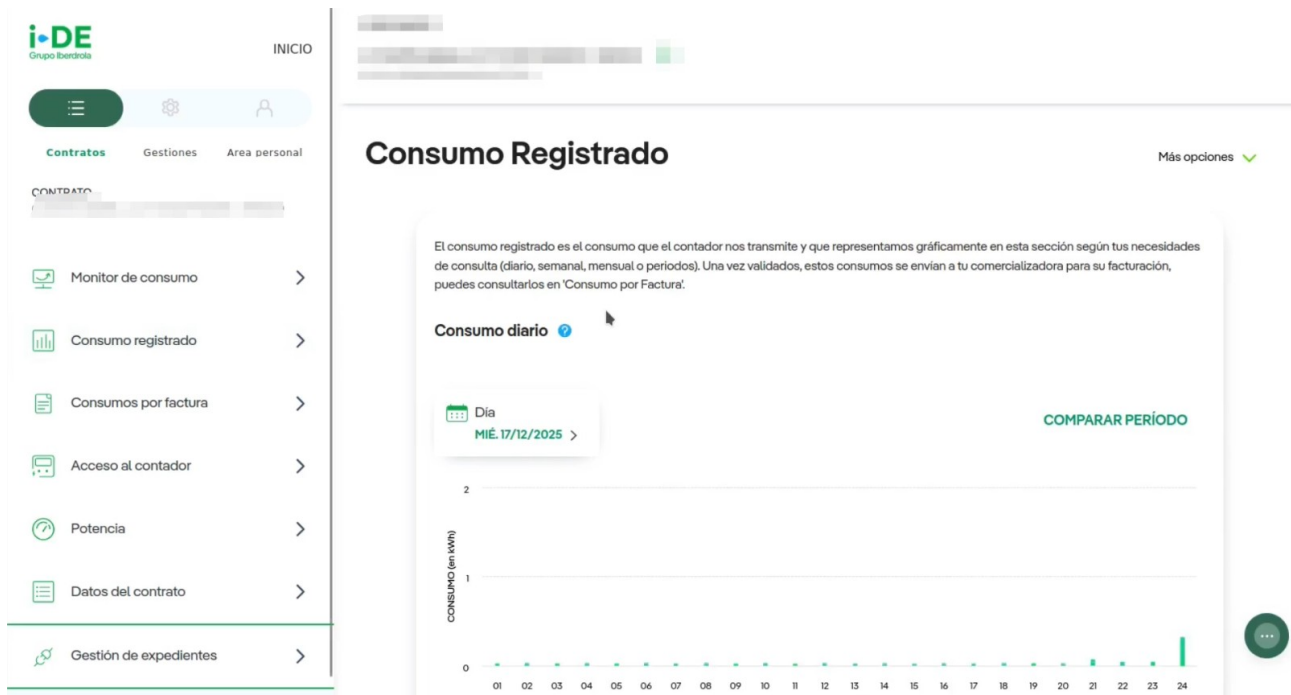 i-DE
Grupo Iberdrola
INICIO
Contratos
Gestiones
Area personal
CONTRATO
Monitor de consumo
Consumo registrado
Consumos por factura
Acceso al contador
Potencia
Datos del contrato
Gestión de expedientes
Consumo Registrado
Más opciones
El consumo registrado es el consumo que el contador nos transmite y que representamos gráficamente en esta sección según tus necesidades
de consulta (diario, semanal, mensual o periodos). Una vez validados, estos consumos se envían a tu comercializadora para su facturación,
puedes consultarlos en 'Consumo por Factura'.
Consumo diario ?
Día
MIÉ. 17/12/2025
COMPARAR PERÍODO
CONSUMO (en kWh)
2
1
0
01 02 03 04 05 06 07 08 09 10 11 12 13 14 15 16 17 18 19 20 21 22 23 24